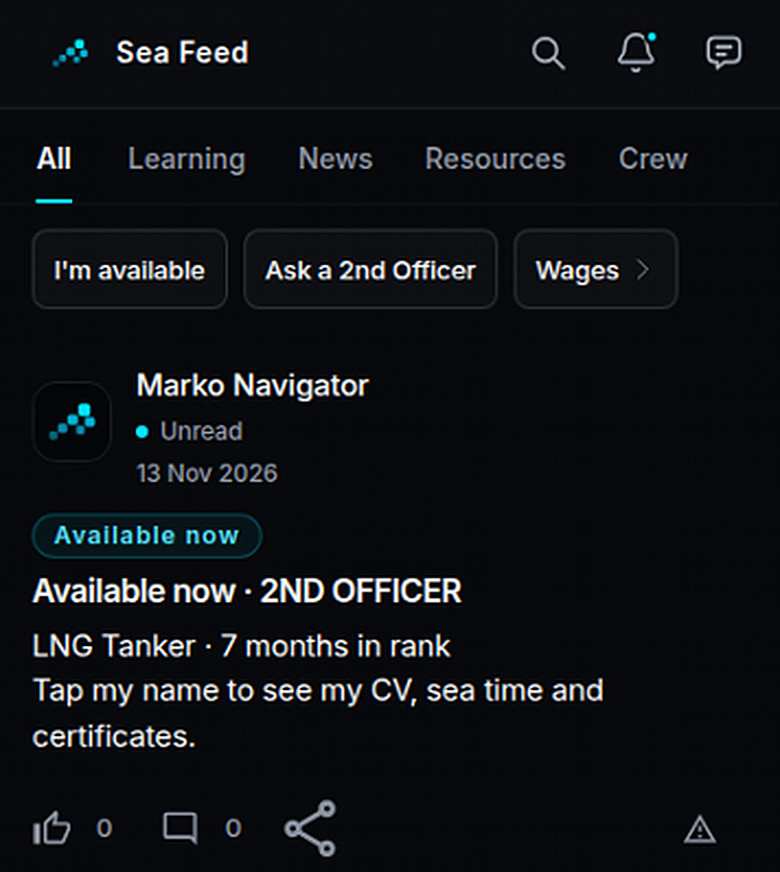 Sea Feed
All Learning News Resources Crew
I'm available Ask a 2nd Officer Wages
Marko Navigator
Unread
13 Nov 2026
Available now
Available now · 2ND OFFICER
LNG Tanker · 7 months in rank
Tap my name to see my CV, sea time and
certificates.
0 0